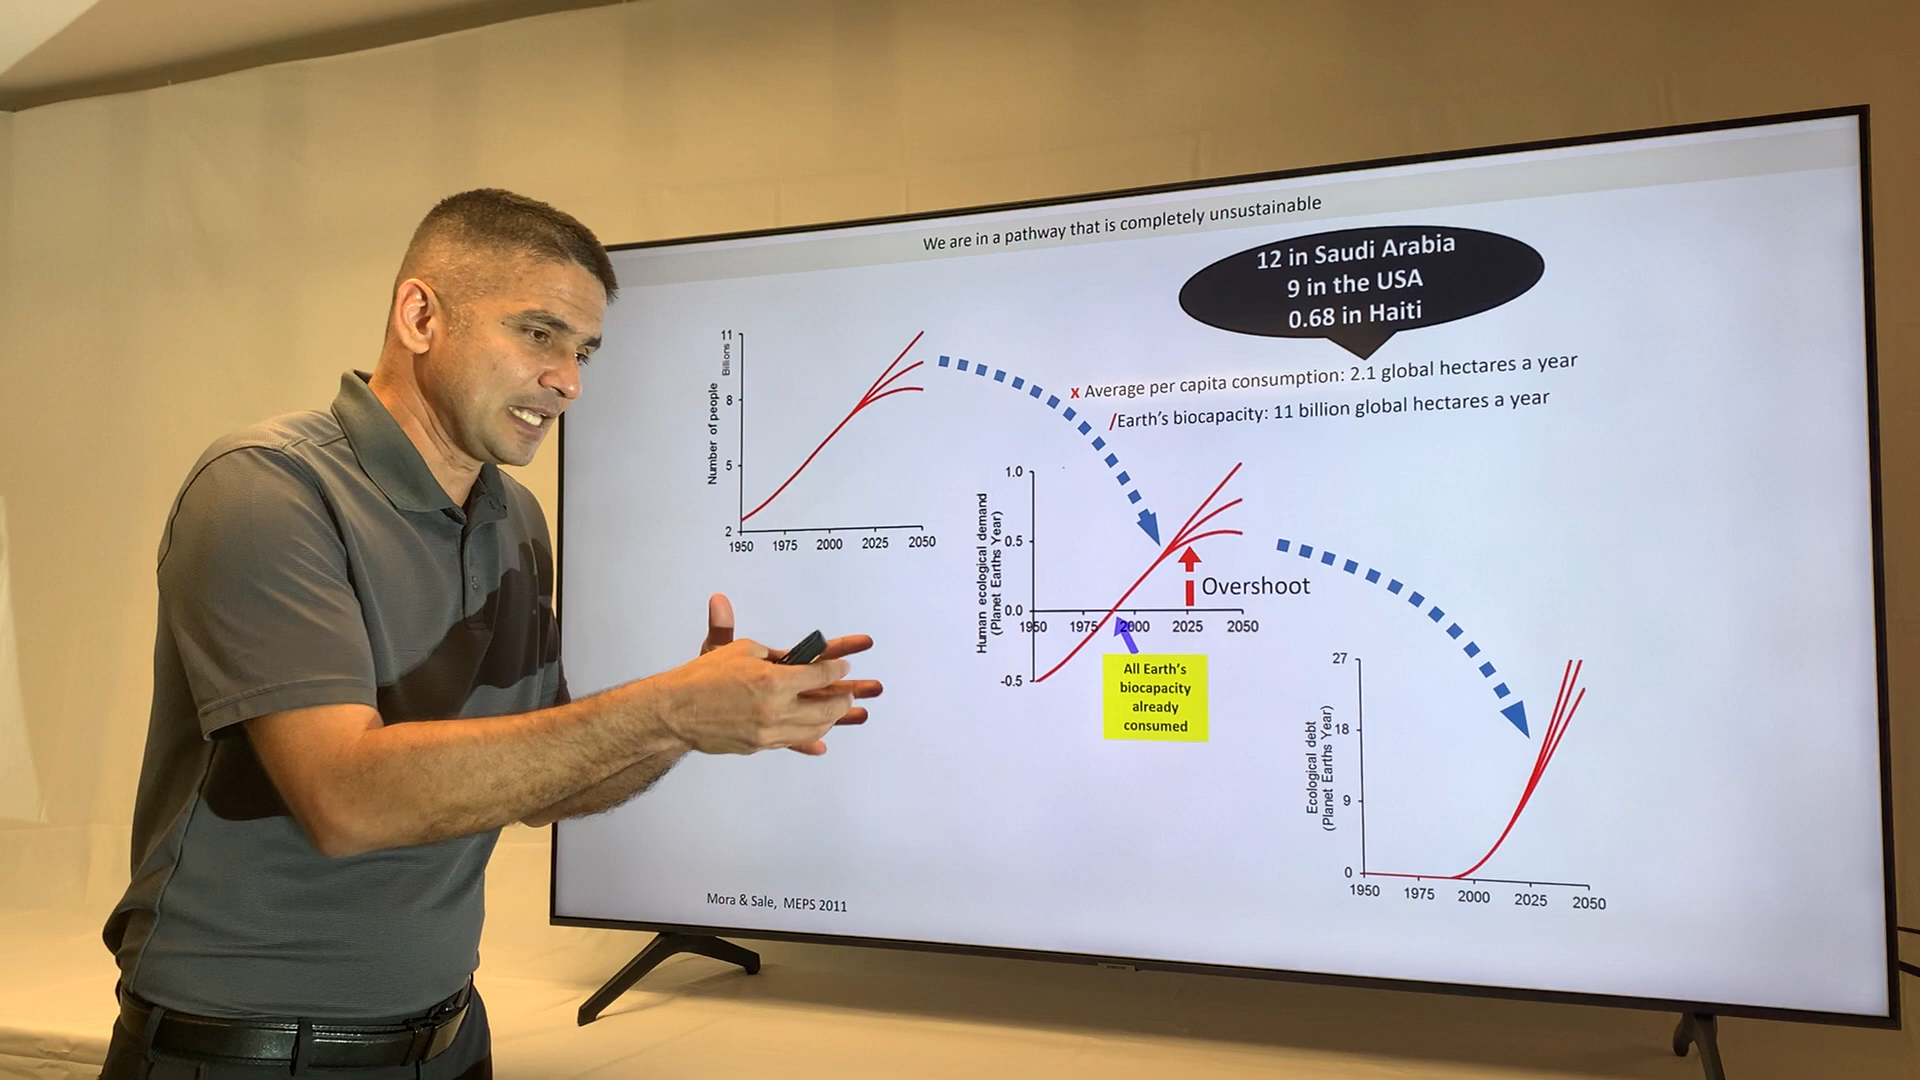 We are in a pathway that is completely unsustainable
12 in Saudi Arabia
9 in the USA
0.68 in Haiti
x Average per capita consumption: 2.1 global hectares a year
/Earth's biocapacity: 11 billion global hectares a year
Number of people Billions
11
8
5
2
1950 1975 2000 2025 2050
Human ecological demand
(Planet Earths Year)
1.0
0.5
0.0
-0.5
1950 1975 2000 2025 2050
Overshoot
All Earth's
biocapacity
already
consumed
Ecological debt
(Planet Earths Year)
27
18
9
0
1950 1975 2000 2025 2050
Mora & Sale, MEPS 2011